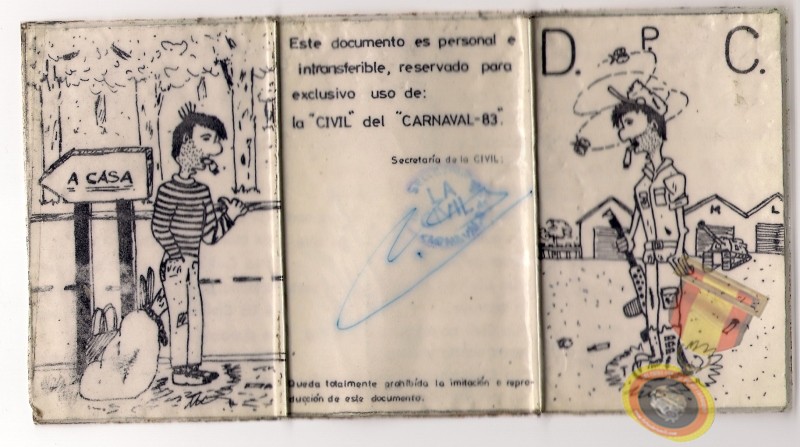 A CASA
Este documento es personal e
intransferible, reservado para
exclusivo uso de:
la "CIVIL" del "CARNAVAL-83".
Secretaría de la CIVIL:
LA
CIVIL
Queda totalmente prohibida la imitación o repro-
ducción de este documento.
D. P. C.
M L